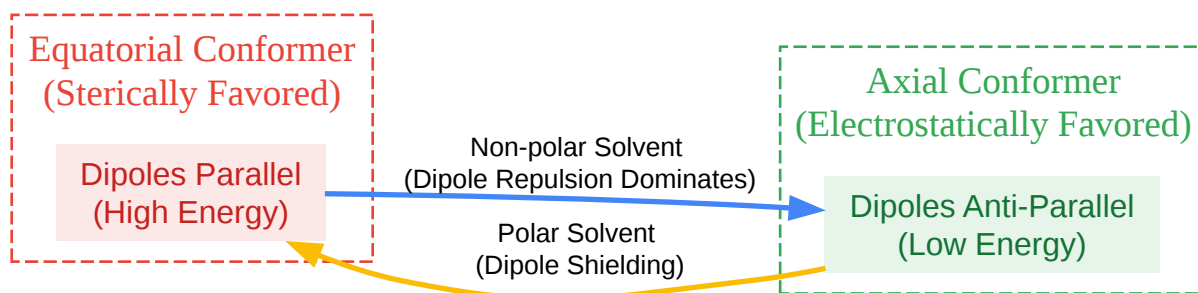 Equatorial Conformer
(Sterically Favored)
Dipoles Parallel
(High Energy)
Non-polar Solvent
(Dipole Repulsion Dominates)
Polar Solvent
(Dipole Shielding)
Axial Conformer
(Electrostatically Favored)
Dipoles Anti-Parallel
(Low Energy)